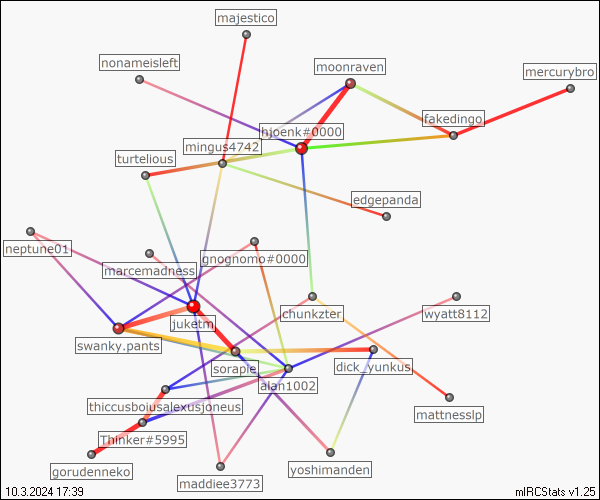 majestico
nonameisleft
moonraven
mercurybro
fakedingo
hjoenk#0000
mingus4742
turtelious
edgepanda
neptune01
gnognomo#0000
marcemadness
chunkzter
wyatt8112
juketm
swanky.pants
sorapie
dick_yunkus
alan1002
thiccusboiusalexusjoneus
mattnesslp
Thinker#5995
gorudenneko
maddiee3773
yoshimanden
10.3.2024 17:39
mIRCStats v1.25